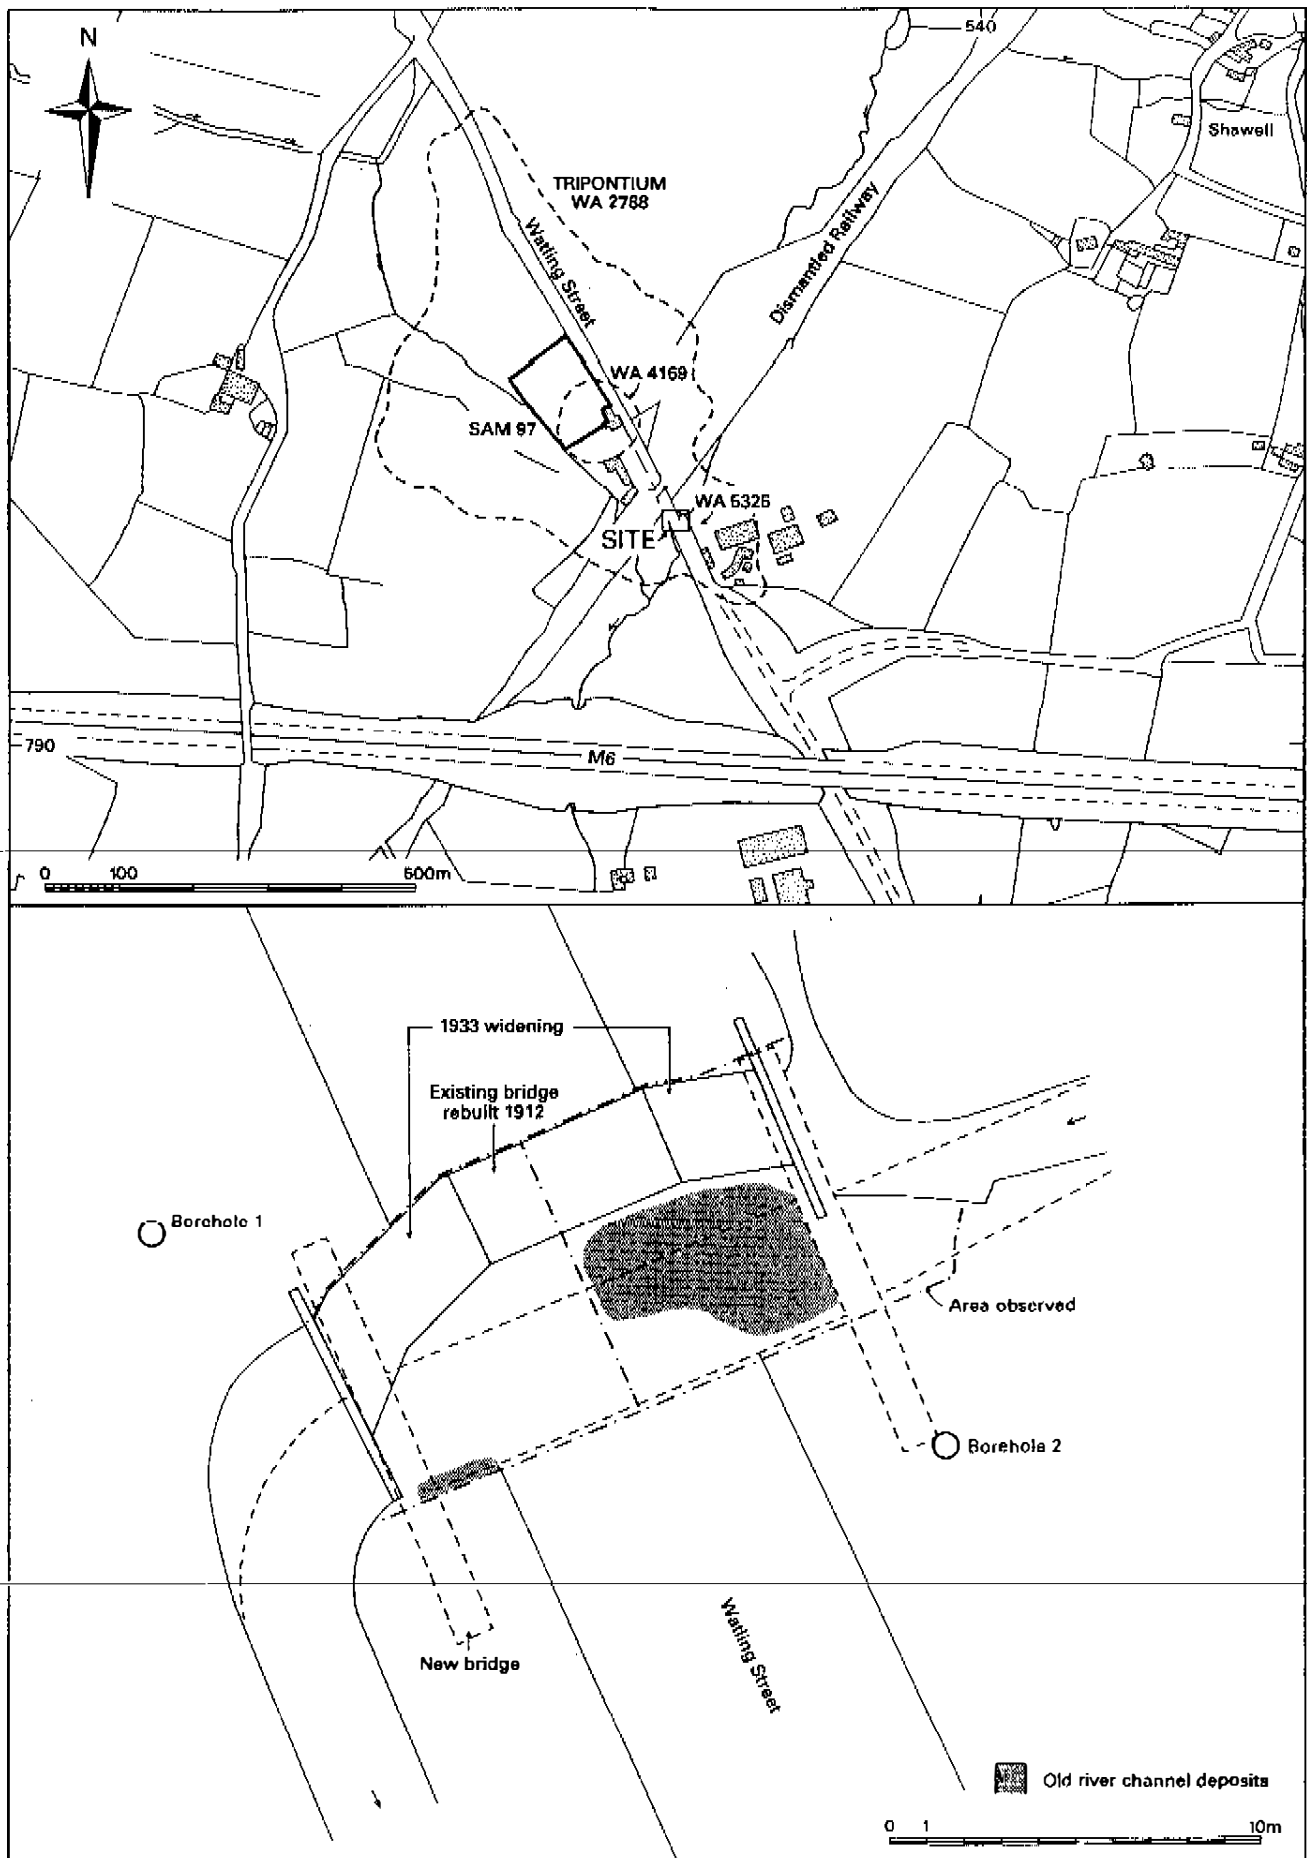 N
540
Shawell
TRIPONTIUM
WA 2788
Watling Street
Dismantled Railway
WA 4169
SAM 97
WA 5326
SITE
790
M6
0 100 500m
1933 widening
Existing bridge
rebuilt 1912
Borehole 1
Area observed
Borehole 2
New bridge
Watling Street
Old river channel deposits
0 1 10m